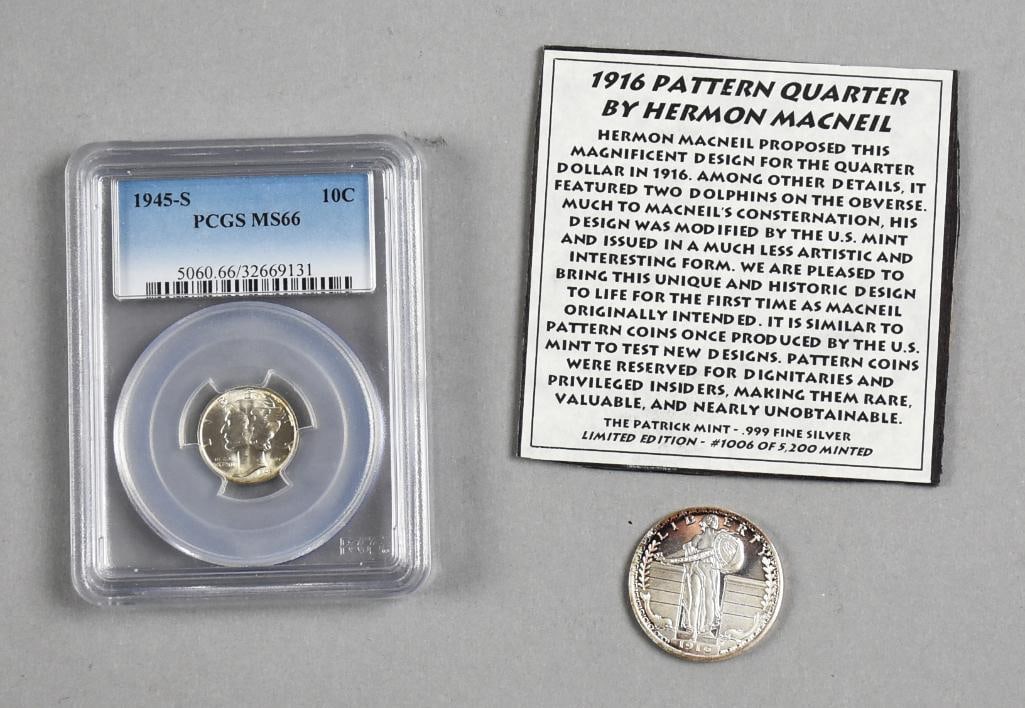 1945-S 10C
PCGS MS66
5060.66/32669131
PCGS
1916 PATTERN QUARTER
BY HERMON MACNEIL
HERMON MACNEIL PROPOSED THIS
MAGNIFICENT DESIGN FOR THE QUARTER
DOLLAR IN 1916. AMONG OTHER DETAILS, IT
FEATURED TWO DOLPHINS ON THE OBVERSE.
MUCH TO MACNEIL'S CONSTERNATION, HIS
DESIGN WAS MODIFIED BY THE U.S. MINT
AND ISSUED IN A MUCH LESS ARTISTIC AND
INTERESTING FORM. WE ARE PLEASED TO
BRING THIS UNIQUE AND HISTORIC DESIGN
TO LIFE FOR THE FIRST TIME AS MACNEIL
ORIGINALLY INTENDED. IT IS SIMILAR TO
PATTERN COINS ONCE PRODUCED BY THE U.S.
MINT TO TEST NEW DESIGNS. PATTERN COINS
WERE RESERVED FOR DIGNITARIES AND
PRIVILEGED INSIDERS, MAKING THEM RARE,
VALUABLE, AND NEARLY UNOBTAINABLE.
THE PATRICK MINT - .999 FINE SILVER
LIMITED EDITION - #1006 OF 5,200 MINTED
LIBERTY
1916